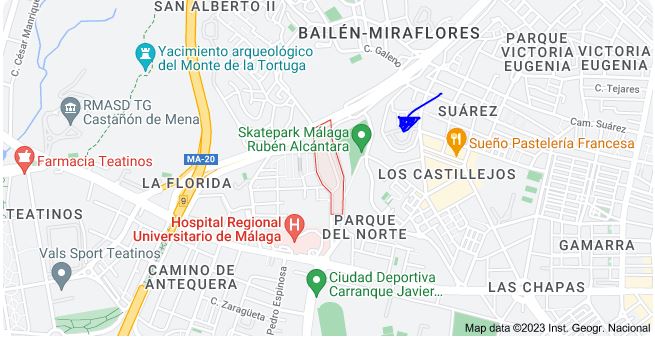 SAN ALBERTO II
C. César Manrique
BAILÉN-MIRAFLORES
C. Galeno
PARQUE
VICTORIA
EUGENIA
VICTORIA
EUGENIA
Yacimiento arqueológico
del Monte de la Tortuga
C. Tejares
RMASD TG
Castañón de Mena
SUÁREZ
Cam. Suárez
Skatepark Málaga
Rubén Alcántara
Sueño Pastelería Francesa
Farmacia Teatinos
MA-20
LA FLORIDA
LOS CASTILLEJOS
9
TEATINOS
Hospital Regional
Universitario de Málaga
PARQUE
DEL NORTE
GAMARRA
Vals Sport Teatinos
CAMINO DE
ANTEQUERA
Ciudad Deportiva
Carranque Javier...
LAS CHAPAS
C. Zaragüeta
Pedro Espinosa
Map data ©2023 Inst. Geogr. Nacional